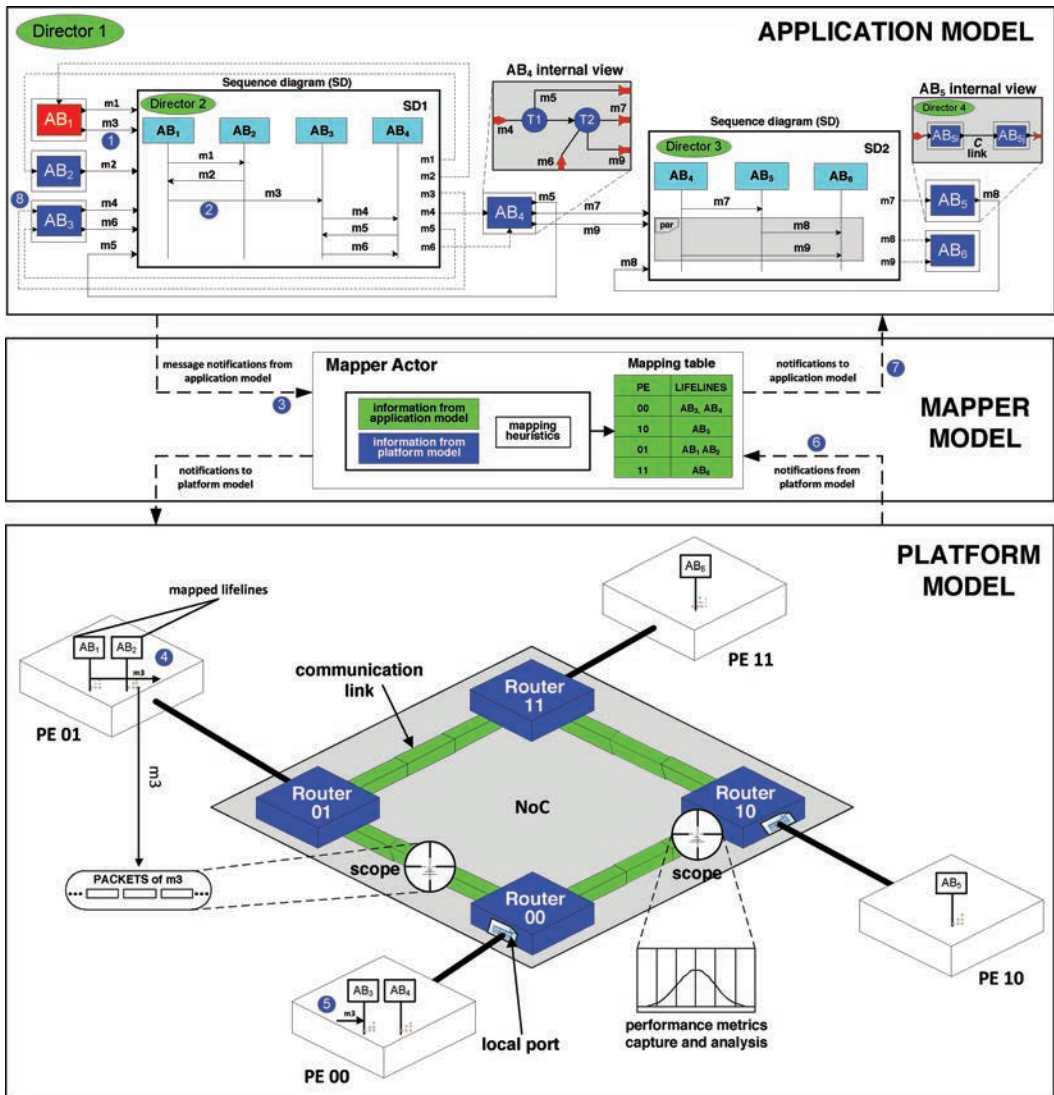 Director 1
APPLICATION MODEL
AB4 internal view
AB5 internal view
Sequence diagram (SD)
Director 2
SD1
AB1
AB2
AB3
AB4
m1
m2
m3
m4
m5
m6
AB1
m1
m3
1
AB2
m2
8
AB3
m4
m6
m5
2
m1
m2
m3
m4
m5
m6
m4
T1
T2
m5
m7
m6
m9
AB4
m5
m7
m9
Sequence diagram (SD)
Director 3
SD2
AB4
AB5
AB6
m7
par
m8
m9
m8
m7
m8
m9
Director 4
AB5i
C
link
AB5j
AB5
m8
AB6
message notifications from
application model
3
Mapper Actor
information from
application model
information from
platform model
mapping
heuristics
Mapping table
PE LIFELINES
00 AB3, AB4
10 AB5
01 AB1 AB2
11 AB6
notifications to
application model
7
MAPPER
MODEL
notifications to
platform model
6
notifications from
platform model
PLATFORM
MODEL
mapped lifelines
AB1
AB2
4
m3
PE 01
m3
PACKETS of m3
communication
link
AB6
PE 11
Router
11
Router
01
NoC
Router
10
scope
scope
Router
00
AB5
PE 10
5
m3
AB3
AB4
PE 00
local port
performance metrics
capture and analysis